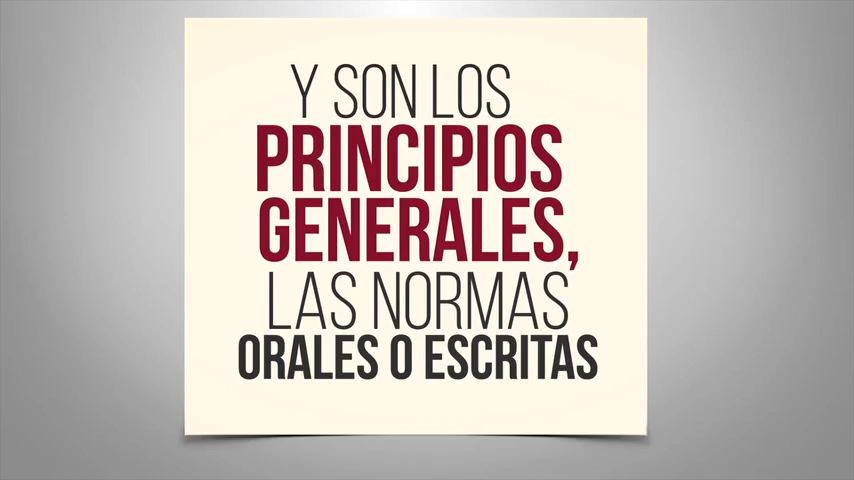 Y SON LOS
PRINCIPIOS
GENERALES,
LAS NORMAS
ORALES O ESCRITAS